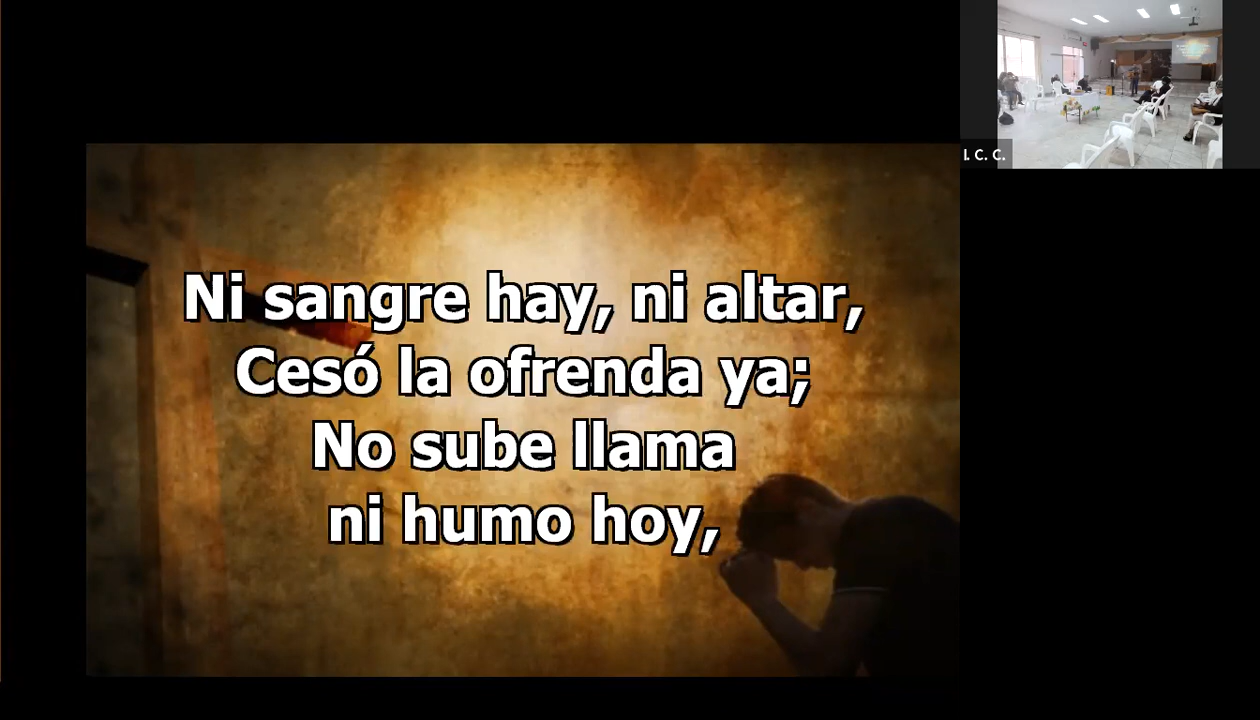 Ni sangre hay, ni altar,
Cesó la ofrenda ya;
No sube llama
ni humo hoy,
I. C. C.